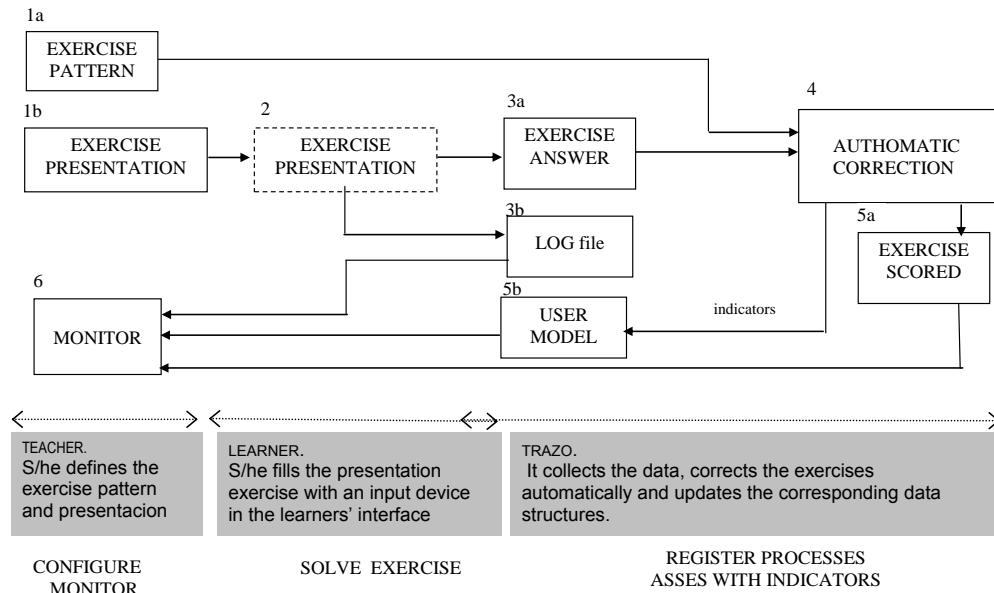 1a
EXERCISE
PATTERN
1b
EXERCISE
PRESENTATION
2
EXERCISE
PRESENTATION
3a
EXERCISE
ANSWER
4
AUTHOMATIC
CORRECTION
3b
LOG file
5a
EXERCISE
SCORED
6
MONITOR
5b
USER
MODEL
indicators
TEACHER.
S/he defines the
exercise pattern
and presentacion
LEARNER.
S/he fills the presentation
exercise with an input device
in the learners’ interface
TRAZO.
It collects the data, corrects the exercises
automatically and updates the corresponding data
structures.
CONFIGURE
MONITOR
SOLVE EXERCISE
REGISTER PROCESSES
ASSES WITH INDICATORS